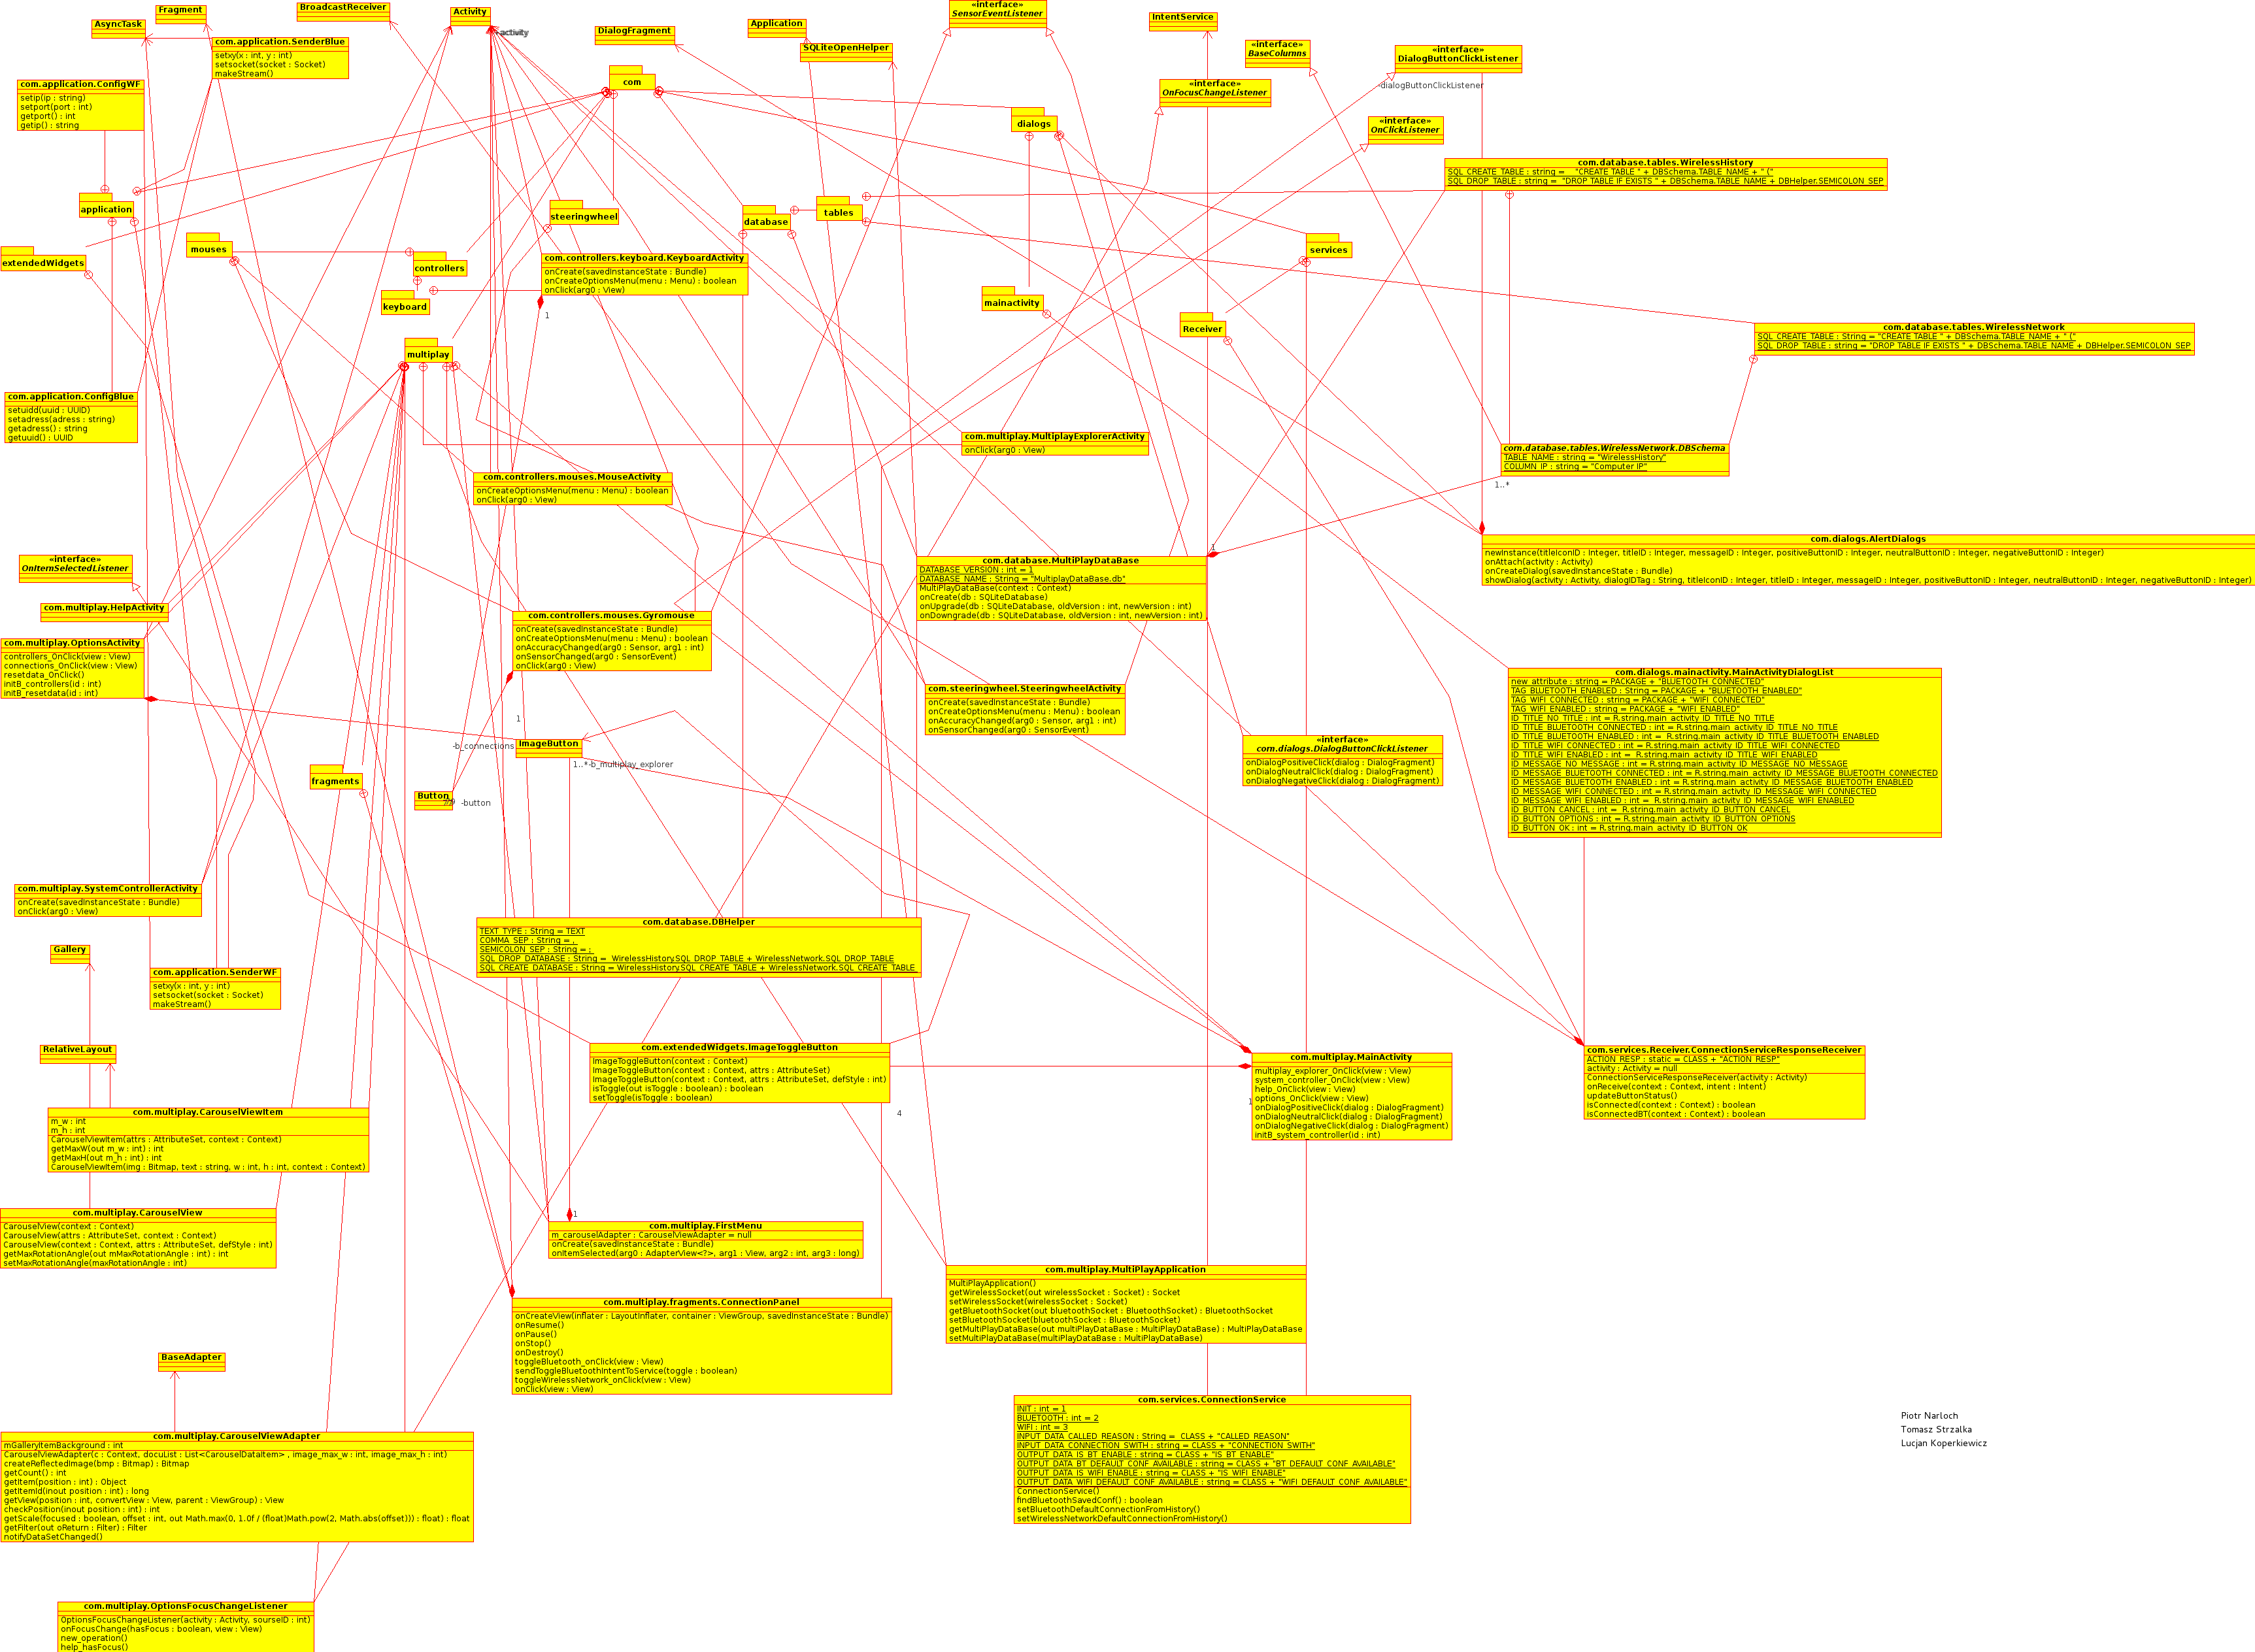 BroadcastReceiver
Fragment
Activity
AsyncTask
-activity
com.application.SenderBlue
setxy(x : int, y : int)
setsocket(socket : Socket)
makeStream()
DialogFragment
Application
SQLiteOpenHelper
«interface»
SensorEventListener
IntentService
«interface»
BaseColumns
«interface»
DialogButtonClickListener
-dialogButtonClickListener
com.application.ConfigWF
setip(ip : string)
setport(port : int)
getport() : int
getip() : string
com
«interface»
OnFocusChangeListener
dialogs
«interface»
OnClickListener
com.database.tables.WirelessHistory
SQL_CREATE_TABLE : string =    "CREATE TABLE " + DBSchema.TABLE_NAME + " ("
SQL_DROP_TABLE : string =  "DROP TABLE IF EXISTS " + DBSchema.TABLE_NAME + DBHelper.SEMICOLON_SEP
application
steeringwheel
database
tables
services
extendedWidgets
mouses
controllers
keyboard
com.controllers.keyboard.KeyboardActivity
onCreate(savedInstanceState : Bundle)
onCreateOptionsMenu(menu : Menu) : boolean
onClick(arg0 : View)
1
mainactivity
Receiver
com.database.tables.WirelessNetwork
SQL_CREATE_TABLE : String = "CREATE TABLE " + DBSchema.TABLE_NAME + " ("
SQL_DROP_TABLE : string = "DROP TABLE IF EXISTS " + DBSchema.TABLE_NAME + DBHelper.SEMICOLON_SEP
multiplay
com.application.ConfigBlue
setuidd(uuid : UUID)
setadress(adress : string)
getadress() : string
getuuid() : UUID
com.multiplay.MultiplayExplorerActivity
onClick(arg0 : View)
com.database.tables.WirelessNetwork.DBSchema
TABLE_NAME : string = "WirelessHistory"
COLUMN_IP : string = "Computer IP"
1..*
com.controllers.mouses.MouseActivity
onCreateOptionsMenu(menu : Menu) : boolean
onClick(arg0 : View)
com.dialogs.AlertDialogs
newInstance(titleIconID : Integer, titleID : Integer, messageID : Integer, positiveButtonID : Integer, neutralButtonID : Integer, negativeButtonID : Integer)
onAttach(activity : Activity)
onCreateDialog(savedInstanceState : Bundle)
showDialog(activity : Activity, dialogIDTag : String, titleIconID : Integer, titleID : Integer, messageID : Integer, positiveButtonID : Integer, neutralButtonID : Integer, negativeButtonID : Integer)
1
com.database.MultiPlayDataBase
DATABASE_VERSION : int = 1
DATABASE_NAME : String = "MultiplayDataBase.db"
MultiPlayDataBase(context : Context)
onCreate(db : SQLiteDatabase)
onUpgrade(db : SQLiteDatabase, oldVersion : int, newVersion : int)
onDowngrade(db : SQLiteDatabase, oldVersion : int, newVersion : int)
«interface»
OnItemSelectedListener
com.multiplay.HelpActivity
com.multiplay.OptionsActivity
controllers_OnClick(view : View)
connections_OnClick(view : View)
resetdata_OnClick()
initB_controllers(id : int)
initB_resetdata(id : int)
com.controllers.mouses.Gyromouse
onCreate(savedInstanceState : Bundle)
onCreateOptionsMenu(menu : Menu) : boolean
onAccuracyChanged(arg0 : Sensor, arg1 : int)
onSensorChanged(arg0 : SensorEvent)
onClick(arg0 : View)
1
com.steeringwheel.SteeringwheelActivity
onCreate(savedInstanceState : Bundle)
onCreateOptionsMenu(menu : Menu) : boolean
onAccuracyChanged(arg0 : Sensor, arg1 : int)
onSensorChanged(arg0 : SensorEvent)
com.dialogs.mainactivity.MainActivityDialogList
new_attribute : string = PACKAGE + "BLUETOOTH_CONNECTED"
TAG_BLUETOOTH_ENABLED : String = PACKAGE + "BLUETOOTH_ENABLED"
TAG_WIFI_CONNECTED : string = PACKAGE + "WIFI_CONNECTED"
TAG_WIFI_ENABLED : string = PACKAGE + "WIFI_ENABLED"
ID_TITLE_NO_TITLE : int = R.string.main_activity_ID_TITLE_NO_TITLE
ID_TITLE_BLUETOOTH_CONNECTED : int = R.string.main_activity_ID_TITLE_NO_TITLE
ID_TITLE_BLUETOOTH_ENABLED : int =  R.string.main_activity_ID_TITLE_BLUETOOTH_ENABLED
ID_TITLE_WIFI_CONNECTED : int = R.string.main_activity_ID_TITLE_WIFI_CONNECTED
ID_TITLE_WIFI_ENABLED : int =  R.string.main_activity_ID_TITLE_WIFI_ENABLED
ID_MESSAGE_NO_MESSAGE : int = R.string.main_activity_ID_MESSAGE_NO_MESSAGE
ID_MESSAGE_BLUETOOTH_CONNECTED : int = R.string.main_activity_ID_MESSAGE_BLUETOOTH_CONNECTED
ID_MESSAGE_BLUETOOTH_ENABLED : int = R.string.main_activity_ID_MESSAGE_BLUETOOTH_ENABLED
ID_MESSAGE_WIFI_CONNECTED : int = R.string.main_activity_ID_MESSAGE_WIFI_CONNECTED
ID_MESSAGE_WIFI_ENABLED : int =  R.string.main_activity_ID_MESSAGE_WIFI_ENABLED
ID_BUTTON_CANCEL : int =  R.string.main_activity_ID_BUTTON_CANCEL
ID_BUTTON_OPTIONS : int = R.string.main_activity_ID_BUTTON_OPTIONS
ID_BUTTON_OK : int = R.string.main_activity_ID_BUTTON_OK
-b_connections
ImageButton
1..*
-b_multiplay_explorer
«interface»
com.dialogs.DialogButtonClickListener
onDialogPositiveClick(dialog : DialogFragment)
onDialogNeutralClick(dialog : DialogFragment)
onDialogNegativeClick(dialog : DialogFragment)
fragments
Button
-button
com.multiplay.SystemControllerActivity
onCreate(savedInstanceState : Bundle)
onClick(arg0 : View)
com.database.DBHelper
TEXT_TYPE : String = TEXT
COMMA_SEP : String = ,
SEMICOLON_SEP : String = ;
SQL_DROP_DATABASE : String =  WirelessHistory.SQL_DROP_TABLE + WirelessNetwork.SQL_DROP_TABLE
SQL_CREATE_DATABASE : String = WirelessHistory.SQL_CREATE_TABLE + WirelessNetwork.SQL_CREATE_TABLE
Gallery
com.application.SenderWF
setxy(x : int, y : int)
setsocket(socket : Socket)
makeStream()
RelativeLayout
com.extendedWidgets.ImageToggleButton
ImageToggleButton(context : Context)
ImageToggleButton(context : Context, attrs : AttributeSet)
ImageToggleButton(context : Context, attrs : AttributeSet, defStyle : int)
isToggle(out isToggle : boolean) : boolean
setToggle(isToggle : boolean)
4
1
com.multiplay.MainActivity
multiplay_explorer_OnClick(view : View)
system_controller_OnClick(view : View)
help_OnClick(view : View)
options_OnClick(view : View)
onDialogPositiveClick(dialog : DialogFragment)
onDialogNeutralClick(dialog : DialogFragment)
onDialogNegativeClick(dialog : DialogFragment)
initB_system_controller(id : int)
com.services.Receiver.ConnectionServiceResponseReceiver
ACTION_RESP : static = CLASS + "ACTION_RESP"
activity : Activity = null
ConnectionServiceResponseReceiver(activity : Activity)
onReceive(context : Context, intent : Intent)
updateButtonStatus()
isConnected(context : Context) : boolean
isConnectedBT(context : Context) : boolean
com.multiplay.CarouselViewItem
m_w : int
m_h : int
CarouselViewItem(attrs : AttributeSet, context : Context)
getMaxW(out m_w : int) : int
getMaxH(out m_h : int) : int
CarouselViewItem(img : Bitmap, text : string, w : int, h : int, context : Context)
com.multiplay.CarouselView
CarouselView(context : Context)
CarouselView(attrs : AttributeSet, context : Context)
CarouselView(context : Context, attrs : AttributeSet, defStyle : int)
getMaxRotationAngle(out mMaxRotationAngle : int) : int
setMaxRotationAngle(maxRotationAngle : int)
1
com.multiplay.FirstMenu
m_carouselAdapter : CarouselViewAdapter = null
onCreate(savedInstanceState : Bundle)
onItemSelected(arg0 : AdapterView<?>, arg1 : View, arg2 : int, arg3 : long)
com.multiplay.MultiPlayApplication
MultiPlayApplication()
getWirelessSocket(out wirelessSocket : Socket) : Socket
setWirelessSocket(wirelessSocket : Socket)
getBluetoothSocket(out bluetoothSocket : BluetoothSocket) : BluetoothSocket
setBluetoothSocket(bluetoothSocket : BluetoothSocket)
getMultiPlayDataBase(out multiPlayDataBase : MultiPlayDataBase) : MultiPlayDataBase
setMultiPlayDataBase(multiPlayDataBase : MultiPlayDataBase)
com.multiplay.fragments.ConnectionPanel
onCreateView(inflater : LayoutInflater, container : ViewGroup, savedInstanceState : Bundle)
onResume()
onPause()
onStop()
onDestroy()
toggleBluetooth_onClick(view : View)
sendToggleBluetoothIntentToService(toggle : boolean)
toggleWirelessNetwork_onClick(view : View)
onClick(view : View)
BaseAdapter
com.services.ConnectionService
INIT : int = 1
BLUETOOTH : int = 2
WIFI : int = 3
INPUT_DATA_CALLED_REASON : String =  CLASS + "CALLED_REASON"
INPUT_DATA_CONNECTION_SWITH : string = CLASS + "CONNECTION_SWITH"
OUTPUT_DATA_IS_BT_ENABLE : string = CLASS + "IS_BT_ENABLE"
OUTPUT_DATA_BT_DEFAULT_CONF_AVAILABLE : string = CLASS + "BT_DEFAULT_CONF_AVAILABLE"
OUTPUT_DATA_IS_WIFI_ENABLE : string = CLASS + "IS_WIFI_ENABLE"
OUTPUT_DATA_WIFI_DEFAULT_CONF_AVAILABLE : string = CLASS + "WIFI_DEFAULT_CONF_AVAILABLE"
ConnectionService()
findBluetoothSavedConf() : boolean
setBluetoothDefaultConnectionFromHistory()
setWirelessNetworkDefaultConnectionFromHistory()
Piotr Narloch
Tomasz Strzalka
Lucjan Koperkiewicz
com.multiplay.CarouselViewAdapter
mGalleryItemBackground : int
CarouselViewAdapter(c : Context, docuList : List<CarouselDataItem> , image_max_w : int, image_max_h : int)
createReflectedImage(bmp : Bitmap) : Bitmap
getCount() : int
getItem(position : int) : Object
getItemId(inout position : int) : long
getView(position : int, convertView : View, parent : ViewGroup) : View
checkPosition(inout position : int) : int
getScale(focused : boolean, offset : int, out Math.max(0, 1.0f / (float)Math.pow(2, Math.abs(offset))) : float) : float
getFilter(out oReturn : Filter) : Filter
notifyDataSetChanged()
com.multiplay.OptionsFocusChangeListener
OptionsFocusChangeListener(activity : Activity, sourseID : int)
onFocusChange(hasFocus : boolean, view : View)
new_operation()
help_hasFocus()